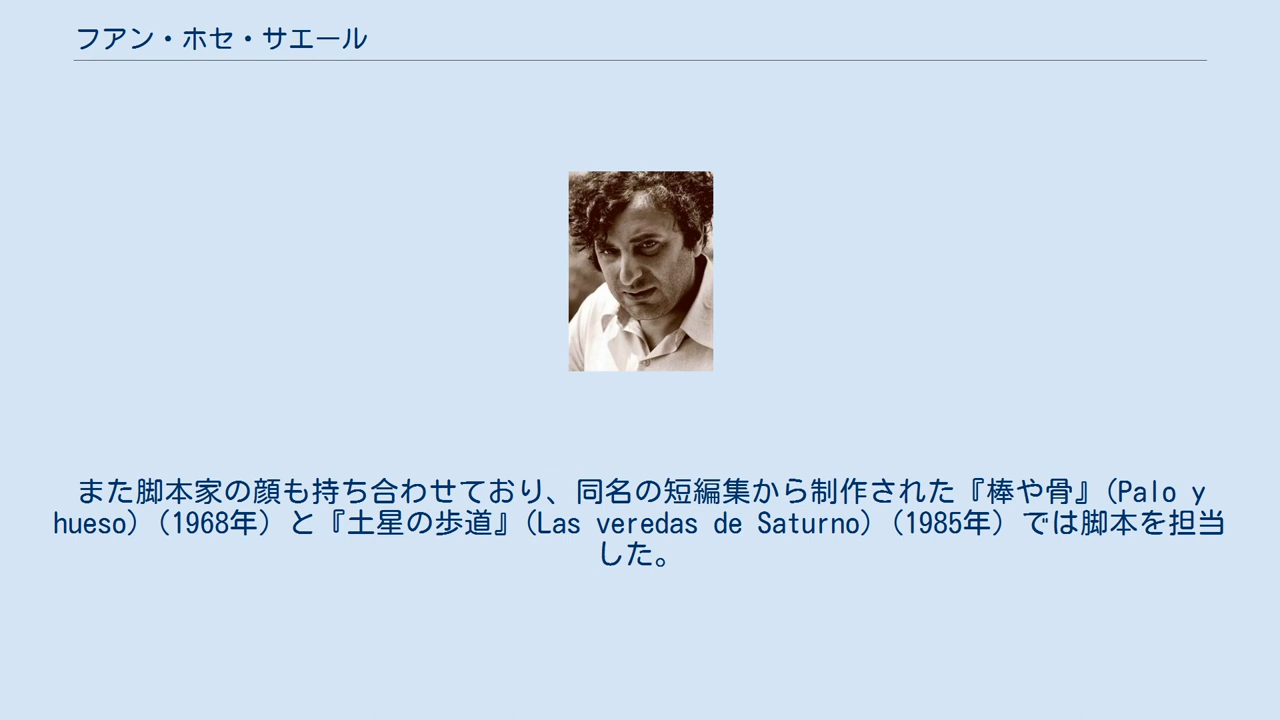 フアン・ホセ・サエール
また脚本家の顔も持ち合わせており、同名の短編集から制作された『棒や骨』(Palo y
hueso) (1968年) と『土星の歩道』(Las veredas de Saturno) (1985年) では脚本を担当
した。